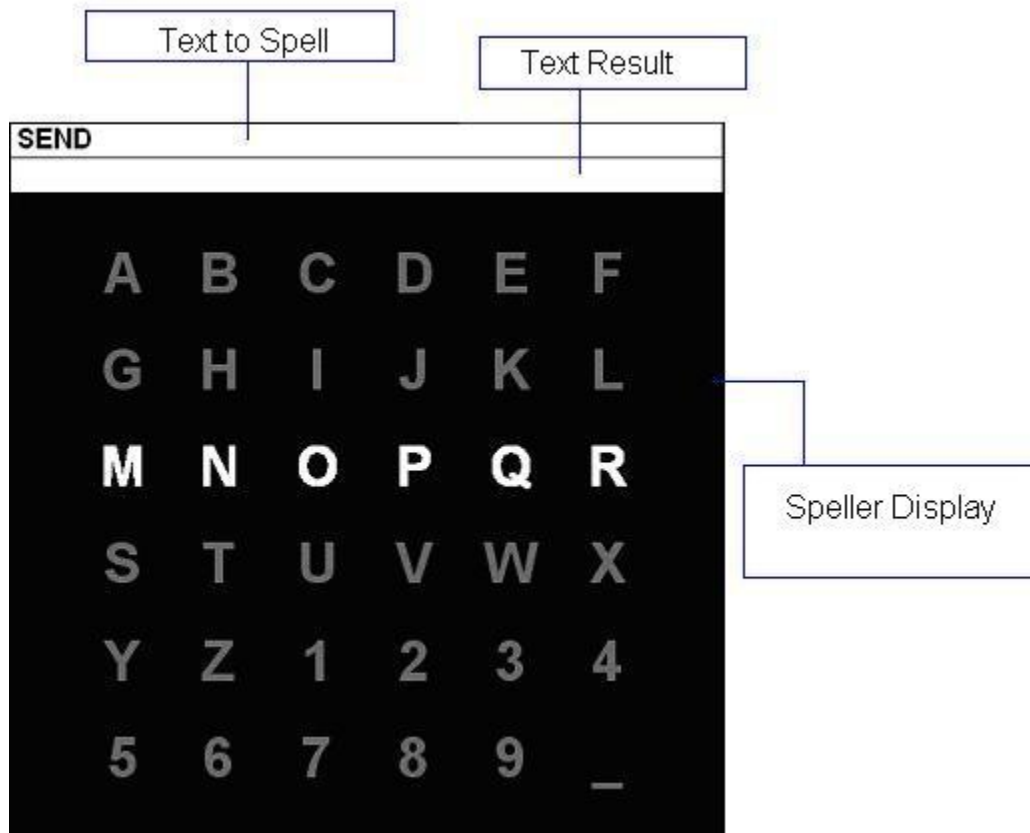 Text to Spell
Text Result
SEND
A B C D E F
G H I J K L
Speller Display
M N O P Q R
S T U V W X
Y Z 1 2 3 4
5 6 7 8 9 _